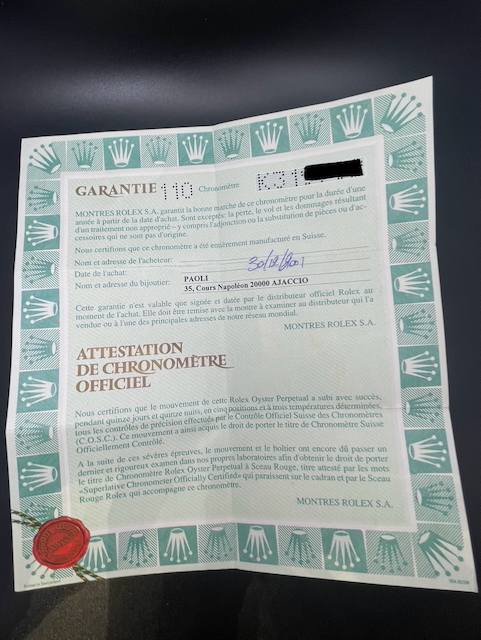 GARANTIE 110 Chronomètre K31
MONTRES ROLEX S.A. garantit la bonne marche de ce chronomètre pour la durée d'une
année à partir de la date d'achat. Sont exceptés: la perte, le vol et les dommages résultant
d'un traitement non approprié – y compris l'adjonction ou la substitution de pièces ou d'ac-
cessoires qui ne sont pas d'origine.
Nous certifions que ce chronomètre a été entièrement manufacturé en Suisse.
Nom et adresse de l'acheteur:
Date de l'achat: 30/12/2001
Nom et adresse du bijoutier: PAOLI
35, Cours Napoléon 20000 AJACCIO
Cette garantie n'est valable que signée et datée par le distributeur officiel Rolex au
moment de l'achat. Elle doit être remise avec la montre à examiner au distributeur qui l'a
vendue ou à l'une des principales adresses de notre réseau mondial.
MONTRES ROLEX S.A.
ATTESTATION
DE CHRONOMÈTRE
OFFICIEL
Nous certifions que le mouvement de cette Rolex Oyster Perpetual a subi avec succès,
pendant quinze jours et quinze nuits, en cinq positions et à trois températures déterminées,
tous les contrôles de précision effectués par le Contrôle Officiel Suisse des Chronomètres
(C.O.S.C.). Ce mouvement a ainsi acquis le droit de porter le titre de Chronomètre Suisse
Officiellement Contrôlé.
A la suite de ces sévères épreuves, le mouvement et le boîtier ont encore dû passer un
dernier et rigoureux examen dans nos propres laboratoires afin d'obtenir le droit de porter
le titre de Chronomètre Rolex Oyster Perpetual à Sceau Rouge, titre attesté par les mots
«Superlative Chronometer Officially Certified» qui paraissent sur le cadran et par le Sceau
Rouge Rolex qui accompagne ce chronomètre.
MONTRES ROLEX S.A.
Printed in Switzerland